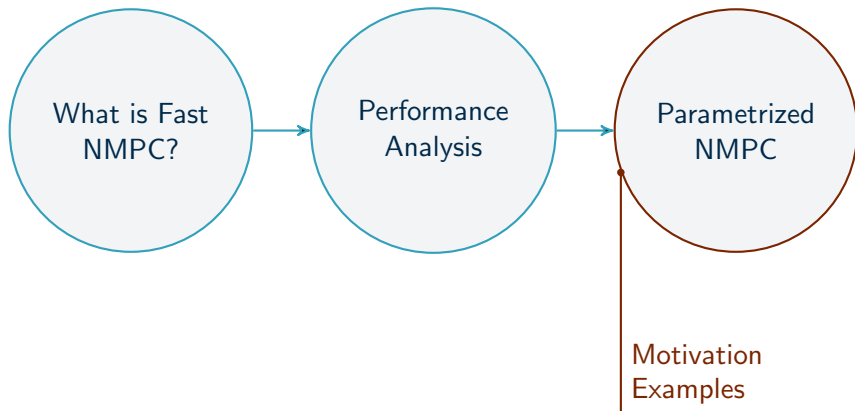 What is Fast
NMPC?
Performance
Analysis
Parametrized
NMPC
Motivation
Examples